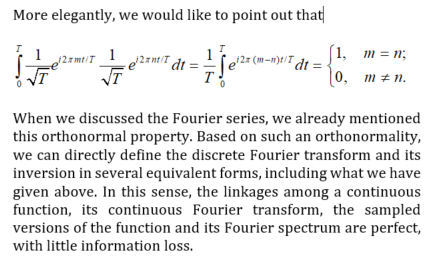 More elegantly, we would like to point out that
∫₀ᵀ 1/√T e^{i2πmt/T} 1/√T e^{i2πnt/T} dt = 1/T ∫₀ᵀ e^{i2π(m−n)t/T} dt = { 1, m = n; 0, m ≠ n.
When we discussed the Fourier series, we already mentioned
this orthonormal property. Based on such an orthonormality,
we can directly define the discrete Fourier transform and its
inversion in several equivalent forms, including what we have
given above. In this sense, the linkages among a continuous
function, its continuous Fourier transform, the sampled
versions of the function and its Fourier spectrum are perfect,
with little information loss.